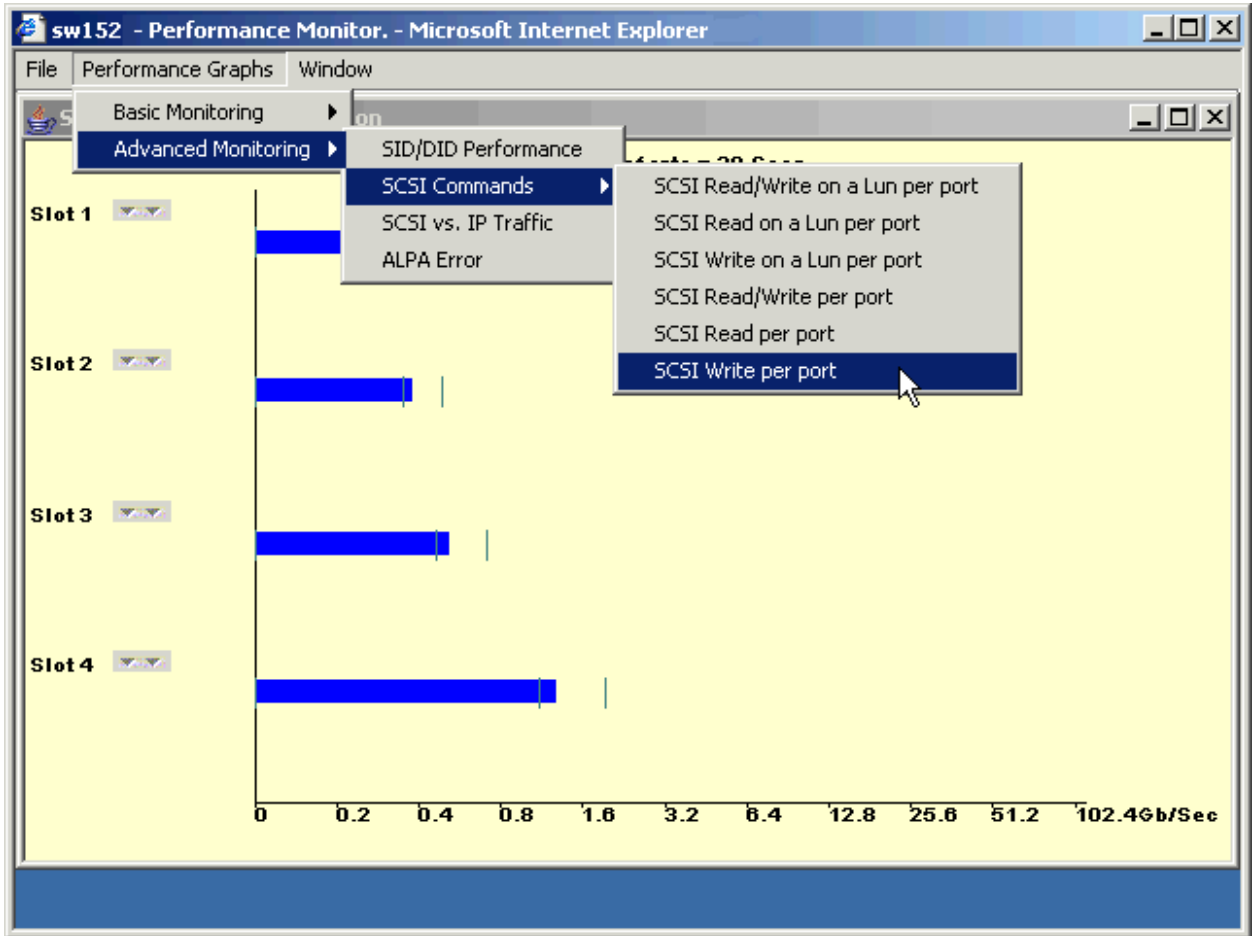 sw152 - Performance Monitor. - Microsoft Internet Explorer
File Performance Graphs Window
Basic Monitoring
Advanced Monitoring
on
SID/DID Performance
SCSI Commands
SCSI vs. IP Traffic
ALPA Error
SCSI Read/Write on a Lun per port
SCSI Read on a Lun per port
SCSI Write on a Lun per port
SCSI Read/Write per port
SCSI Read per port
SCSI Write per port
Slot 1
Slot 2
Slot 3
Slot 4
0 0.2 0.4 0.8 1.6 3.2 6.4 12.8 25.6 51.2 102.4Gb/Sec